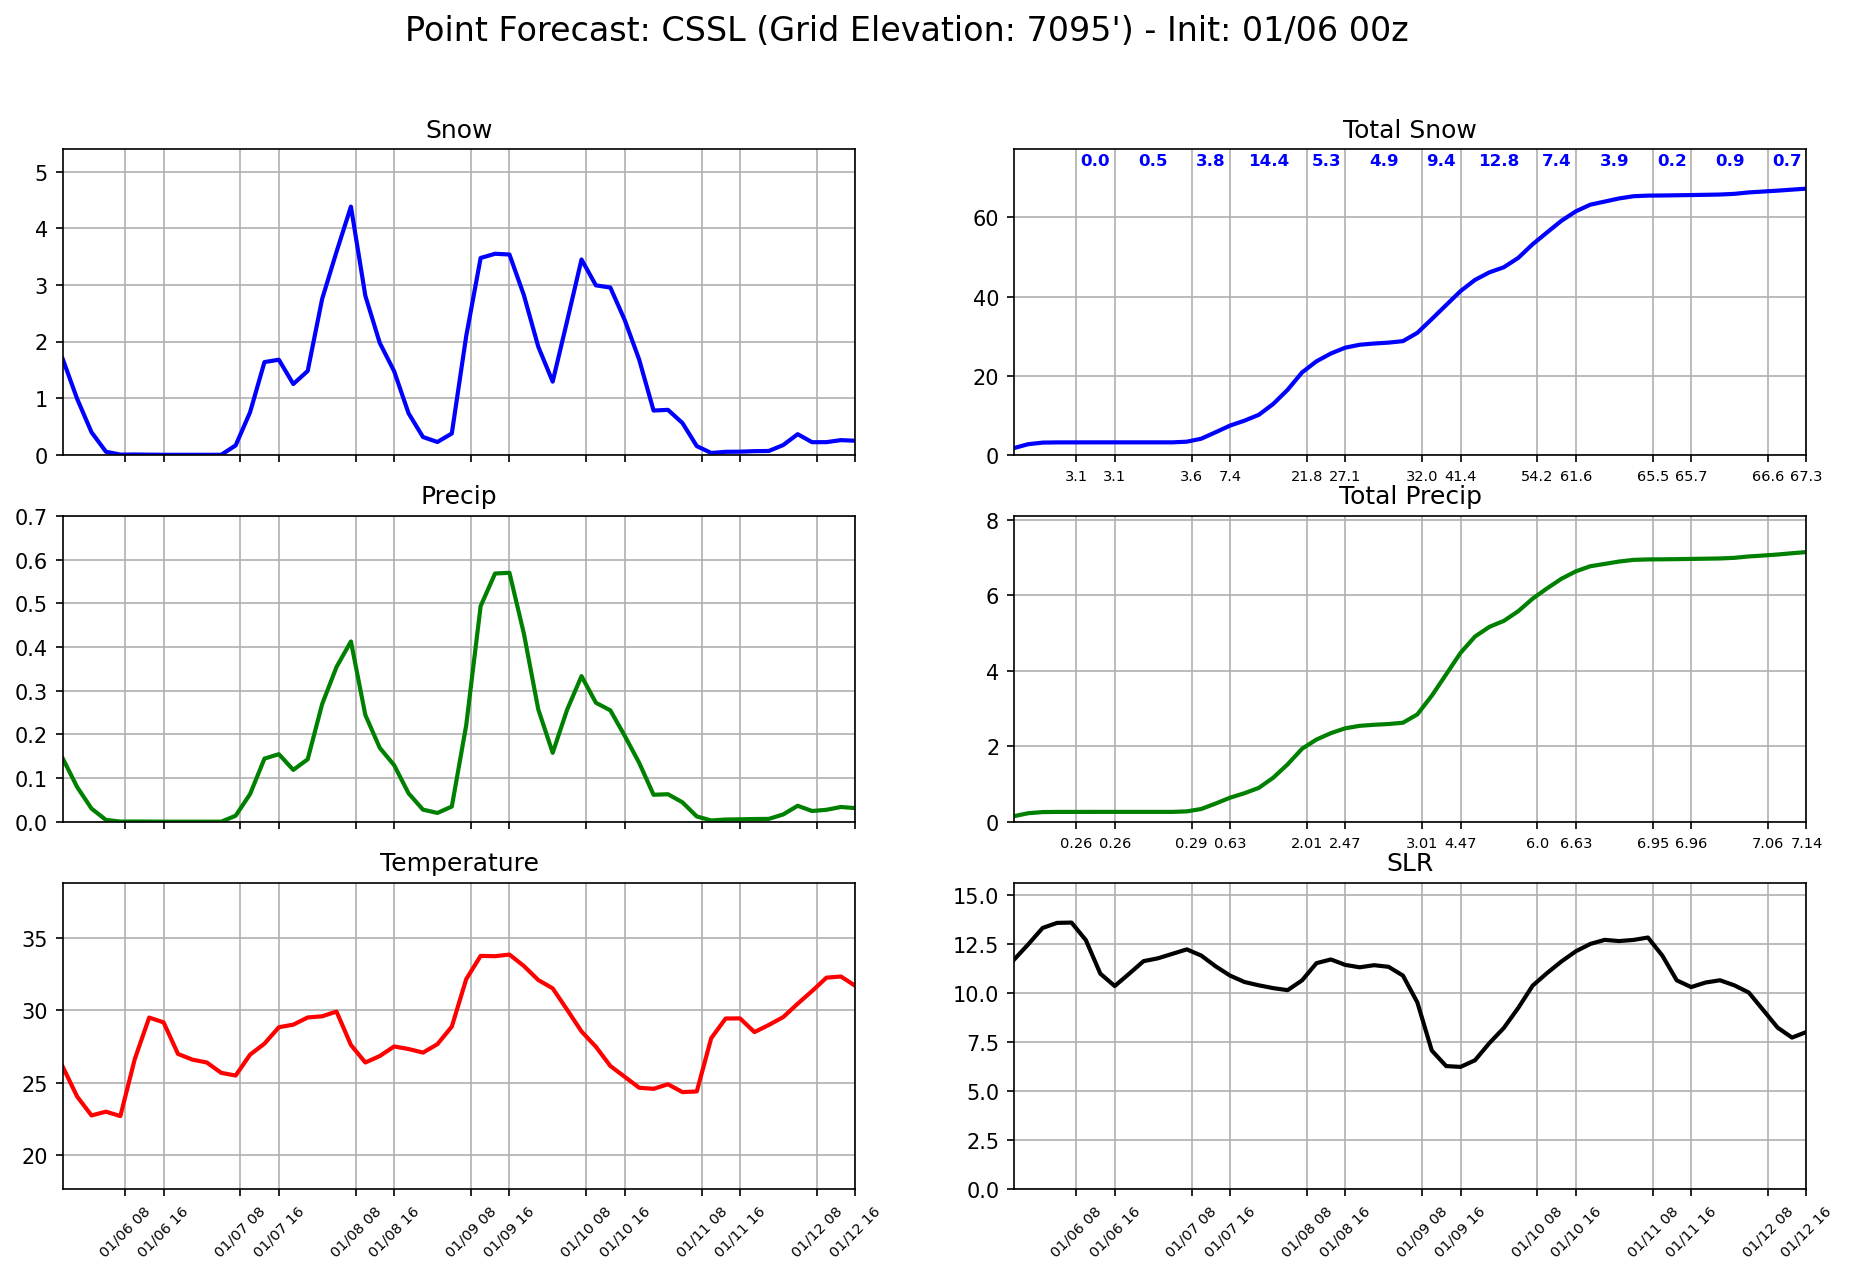 Point Forecast: CSSL (Grid Elevation: 7095') - Init: 01/06 00z
Snow
5
4
3
2
1
0
Total Snow
0.0 0.5 3.8 14.4 5.3 4.9 9.4 12.8 7.4 3.9 0.2 0.9 0.7
60
40
20
0
3.1 3.1 3.6 7.4 21.8 27.1 32.0 41.4 54.2 61.6 65.5 65.7 66.6 67.3
Precip
0.7
0.6
0.5
0.4
0.3
0.2
0.1
0.0
Total Precip
8
6
4
2
0
0.26 0.26 0.29 0.63 2.01 2.47 3.01 4.47 6.0 6.63 6.95 6.96 7.06 7.14
Temperature
35
30
25
20
01/06 08 01/06 16 01/07 08 01/07 16 01/08 08 01/08 16 01/09 08 01/09 16 01/10 08 01/10 16 01/11 08 01/11 16 01/12 08 01/12 16
SLR
15.0
12.5
10.0
7.5
5.0
2.5
0.0
01/06 08 01/06 16 01/07 08 01/07 16 01/08 08 01/08 16 01/09 08 01/09 16 01/10 08 01/10 16 01/11 08 01/11 16 01/12 08 01/12 16